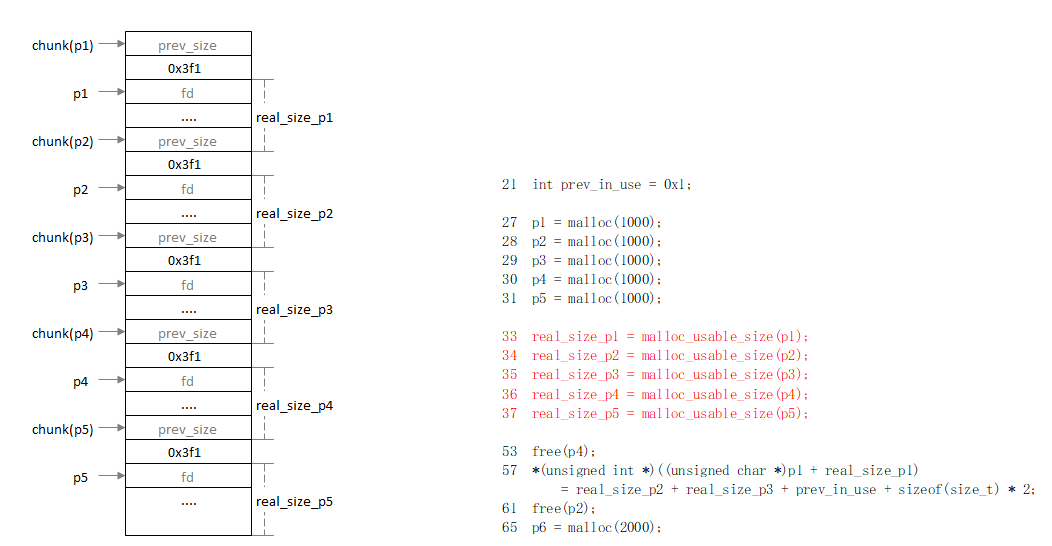 chunk(p1)
prev_size
0x3f1
p1
fd
....
real_size_p1
chunk(p2)
prev_size
0x3f1
p2
fd
....
real_size_p2
chunk(p3)
prev_size
0x3f1
p3
fd
....
real_size_p3
chunk(p4)
prev_size
0x3f1
p4
fd
....
real_size_p4
chunk(p5)
prev_size
0x3f1
p5
fd
....
real_size_p5
21 int prev_in_use = 0x1;
27 p1 = malloc(1000);
28 p2 = malloc(1000);
29 p3 = malloc(1000);
30 p4 = malloc(1000);
31 p5 = malloc(1000);
33 real_size_p1 = malloc_usable_size(p1);
34 real_size_p2 = malloc_usable_size(p2);
35 real_size_p3 = malloc_usable_size(p3);
36 real_size_p4 = malloc_usable_size(p4);
37 real_size_p5 = malloc_usable_size(p5);
53 free(p4);
57 *(unsigned int *)((unsigned char *)p1 + real_size_p1)
= real_size_p2 + real_size_p3 + prev_in_use + sizeof(size_t) * 2;
61 free(p2);
65 p6 = malloc(2000);